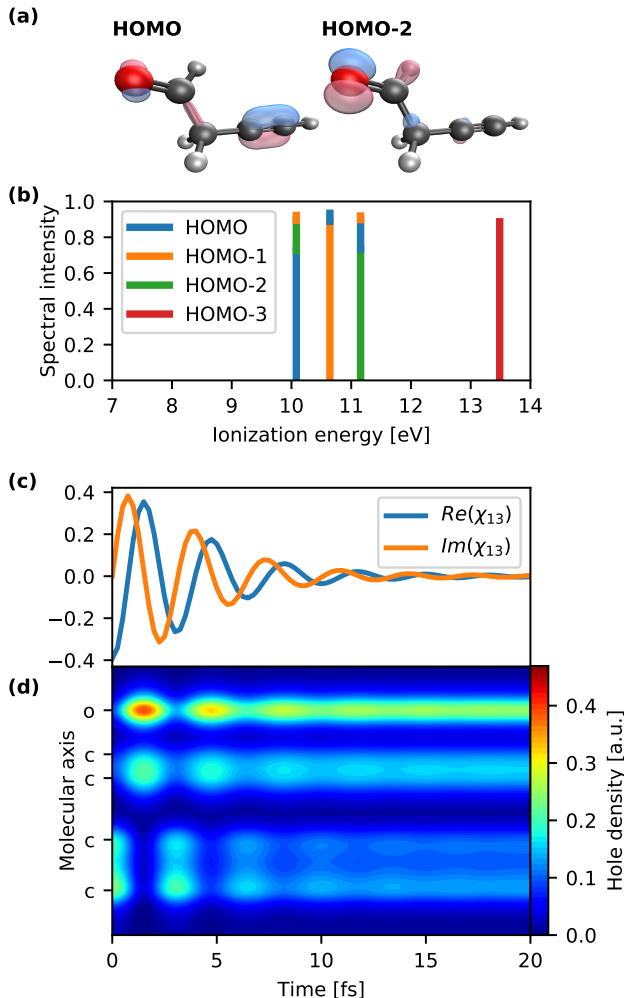 (a)
HOMO
HOMO-2
(b)
1.0
0.8
0.6
0.4
0.2
0.0
Spectral intensity
HOMO
HOMO-1
HOMO-2
HOMO-3
7
8
9
10
11
12
13
14
Ionization energy [eV]
(c)
0.4
0.2
0.0
−0.2
−0.4
Re(χ13)
Im(χ13)
(d)
Molecular axis
o
c
c
c
c
0
5
10
15
20
Time [fs]
0.4
0.3
0.2
0.1
0.0
Hole density [a.u.]